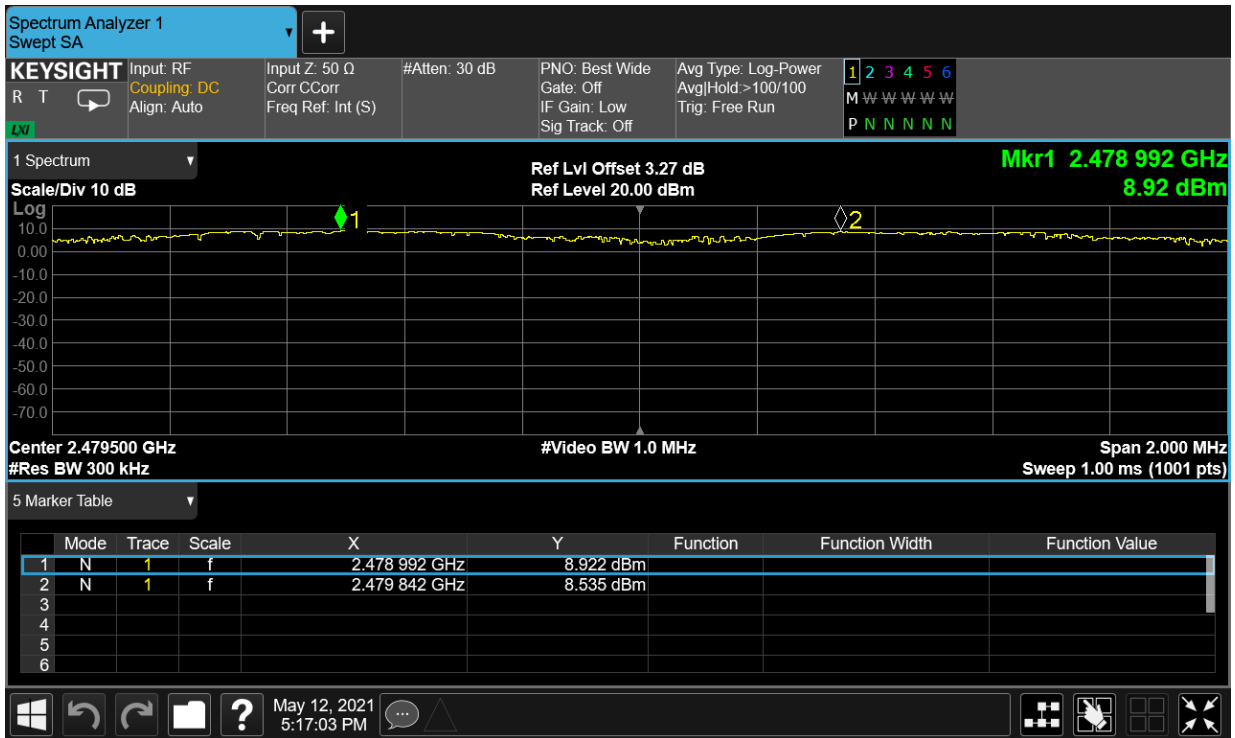 Spectrum Analyzer 1
Swept SA
▼
+
KEYSIGHT
R T
LXI
Input: RF
Coupling: DC
Align: Auto
Input Z: 50 Ω
Corr CCorr
Freq Ref: Int (S)
#Atten: 30 dB
PNO: Best Wide
Gate: Off
IF Gain: Low
Sig Track: Off
Avg Type: Log-Power
Avg|Hold:>100/100
Trig: Free Run
1 2 3 4 5 6
M W W W W W
P N N N N N
1 Spectrum ▼
Scale/Div 10 dB
Ref Lvl Offset 3.27 dB
Ref Level 20.00 dBm
Mkr1 2.478 992 GHz
8.92 dBm
Log
10.0
0.00
-10.0
-20.0
-30.0
-40.0
-50.0
-60.0
-70.0
1
2
Center 2.479500 GHz
#Res BW 300 kHz
#Video BW 1.0 MHz
Span 2.000 MHz
Sweep 1.00 ms (1001 pts)
5 Marker Table ▼
Mode Trace Scale X Y Function Function Width Function Value
1 N 1 f 2.478 992 GHz 8.922 dBm
2 N 1 f 2.479 842 GHz 8.535 dBm
3
4
5
6
?
May 12, 2021
5:17:03 PM